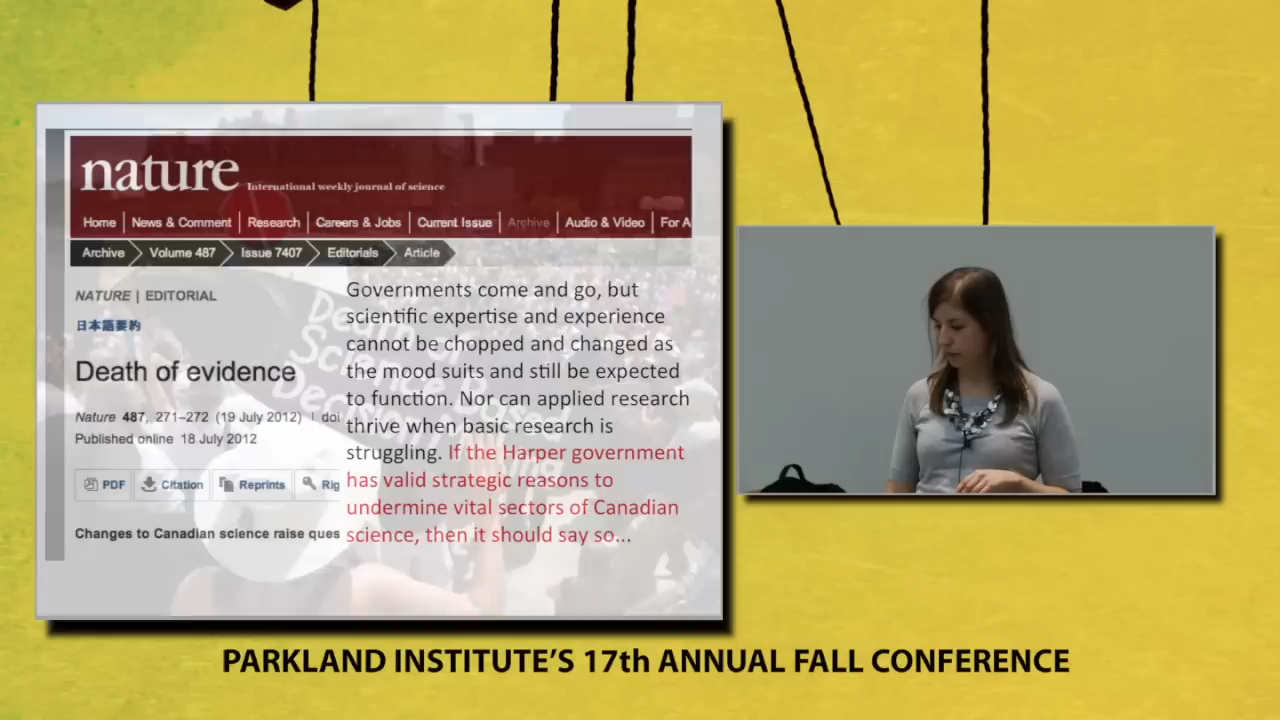 nature International weekly journal of science
Home News & Comment Research Careers & Jobs Current Issue Archive Audio & Video For A
Archive Volume 487 Issue 7407 Editorials Article
NATURE | EDITORIAL
日本語要約
Death of evidence
Nature 487, 271–272 (19 July 2012) | doi
Published online 18 July 2012
PDF Citation Reprints Rig
Changes to Canadian science raise ques
Governments come and go, but
scientific expertise and experience
cannot be chopped and changed as
the mood suits and still be expected
to function. Nor can applied research
thrive when basic research is
struggling. If the Harper government
has valid strategic reasons to
undermine vital sectors of Canadian
science, then it should say so...
Death of
Science
Based
Decision
PARKLAND INSTITUTE'S 17th ANNUAL FALL CONFERENCE